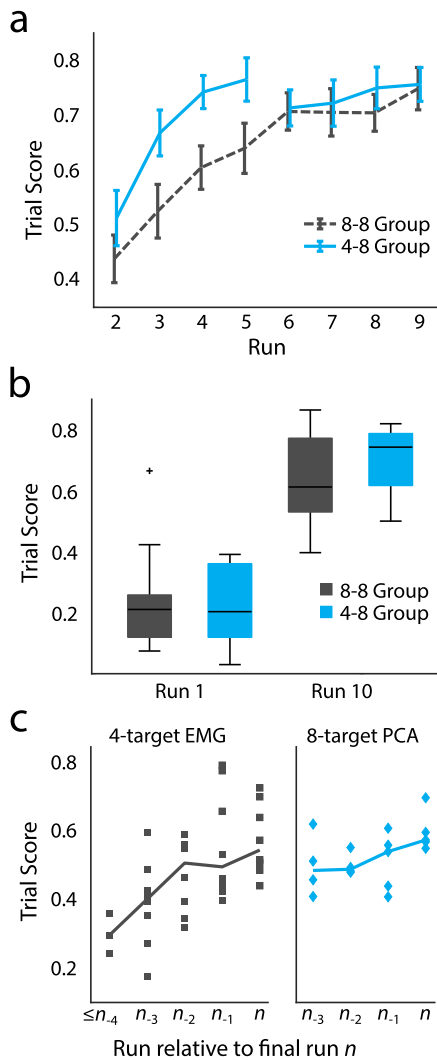 a
0.8
0.7
0.6
0.5
0.4
Trial Score
8-8 Group
4-8 Group
2 3 4 5 6 7 8 9
Run
b
0.8
0.6
0.4
0.2
Trial Score
8-8 Group
4-8 Group
Run 1 Run 10
c
4-target EMG 8-target PCA
0.8
0.6
0.4
0.2
Trial Score
≤n-4 n-3 n-2 n-1 n n-3 n-2 n-1 n
Run relative to final run n